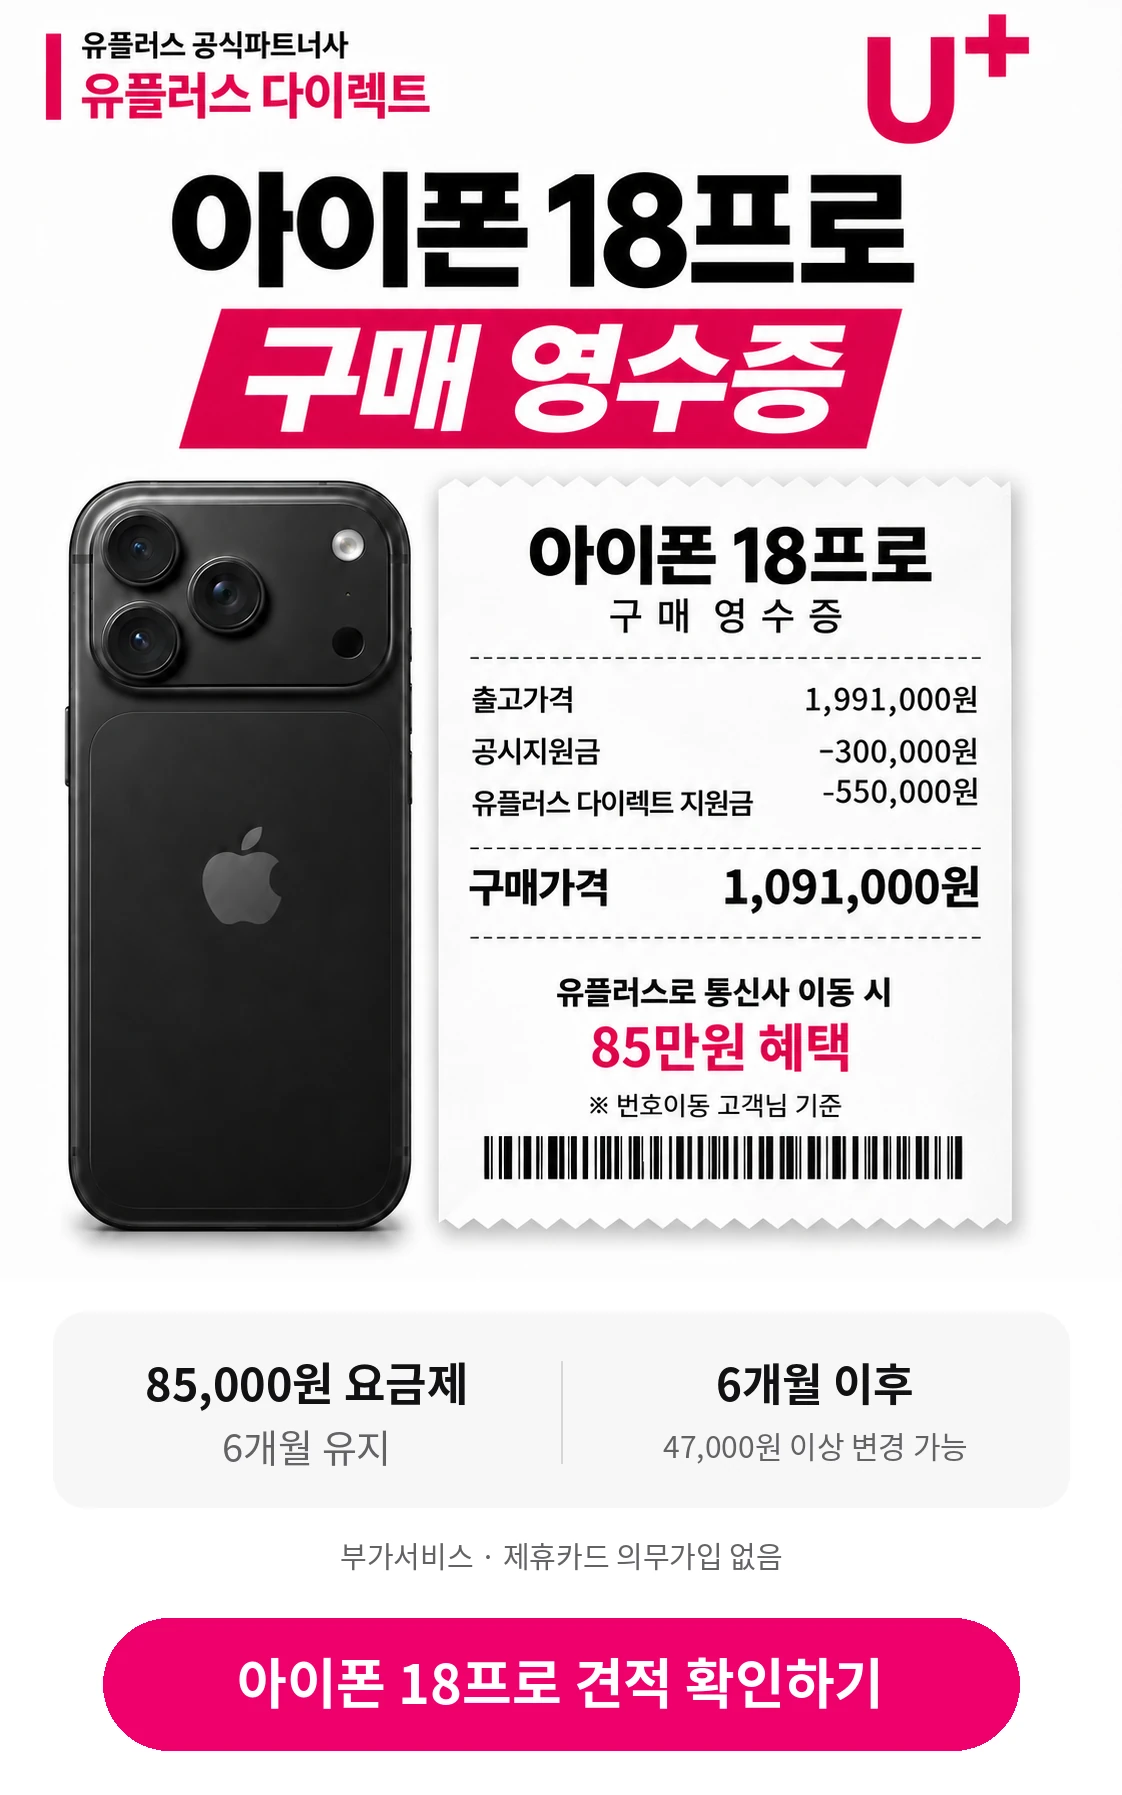 유플러스 공식파트너사
유플러스 다이렉트
U+
아이폰 18프로
구매 영수증
아이폰 18프로
구매 영수증
출고가격 1,991,000원
공시지원금 -300,000원
유플러스 다이렉트 지원금 -550,000원
구매가격 1,091,000원
유플러스로 통신사 이동 시
85만원 혜택
※ 번호이동 고객님 기준
85,000원 요금제
6개월 유지
6개월 이후
47,000원 이상 변경 가능
부가서비스 · 제휴카드 의무가입 없음
아이폰 18프로 견적 확인하기